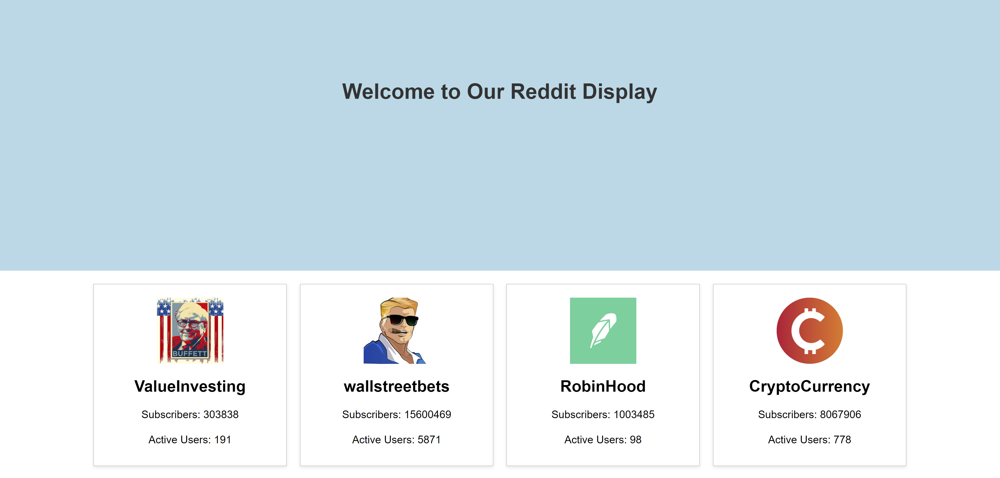 Welcome to Our Reddit Display
BUFFETT
ValueInvesting
Subscribers: 303838
Active Users: 191
wallstreetbets
Subscribers: 15600469
Active Users: 5871
RobinHood
Subscribers: 1003485
Active Users: 98
CryptoCurrency
Subscribers: 8067906
Active Users: 778